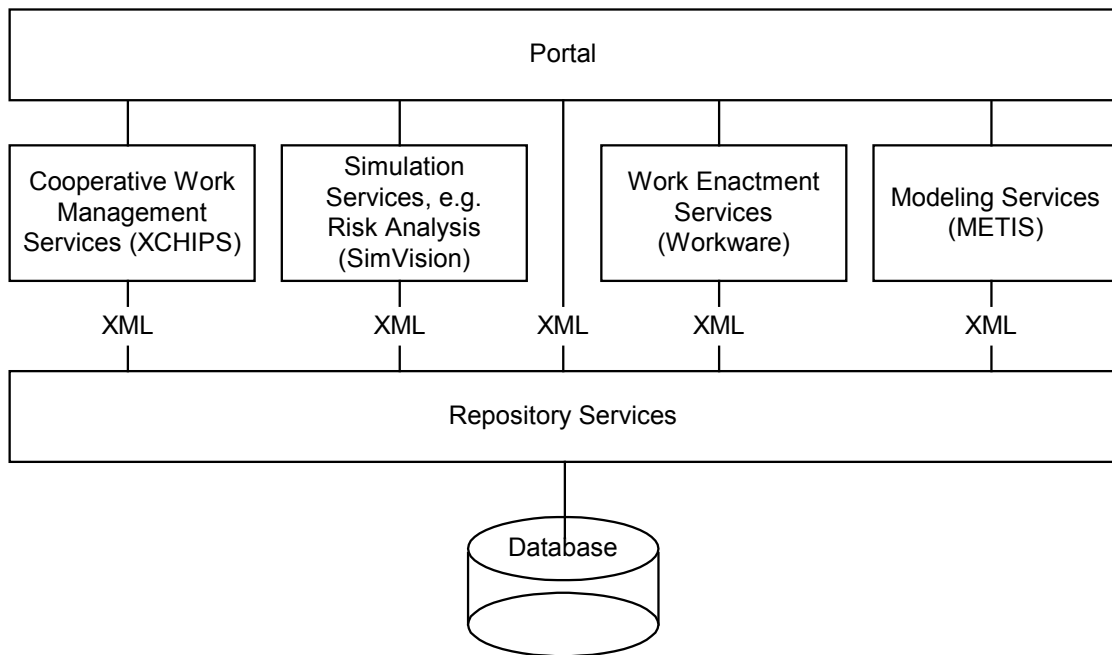 Portal
Cooperative Work
Management
Services (XCHIPS)
Simulation
Services, e.g.
Risk Analysis
(SimVision)
Work Enactment
Services
(Workware)
Modeling Services
(METIS)
XML
XML
XML
XML
XML
Repository Services
Database